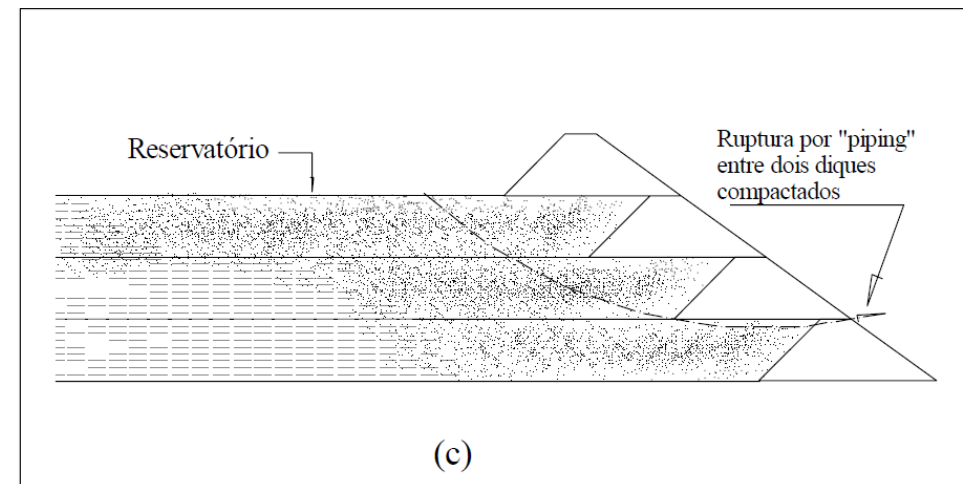 Reservatório
Ruptura por "piping"
entre dois diques
compactados
(c)